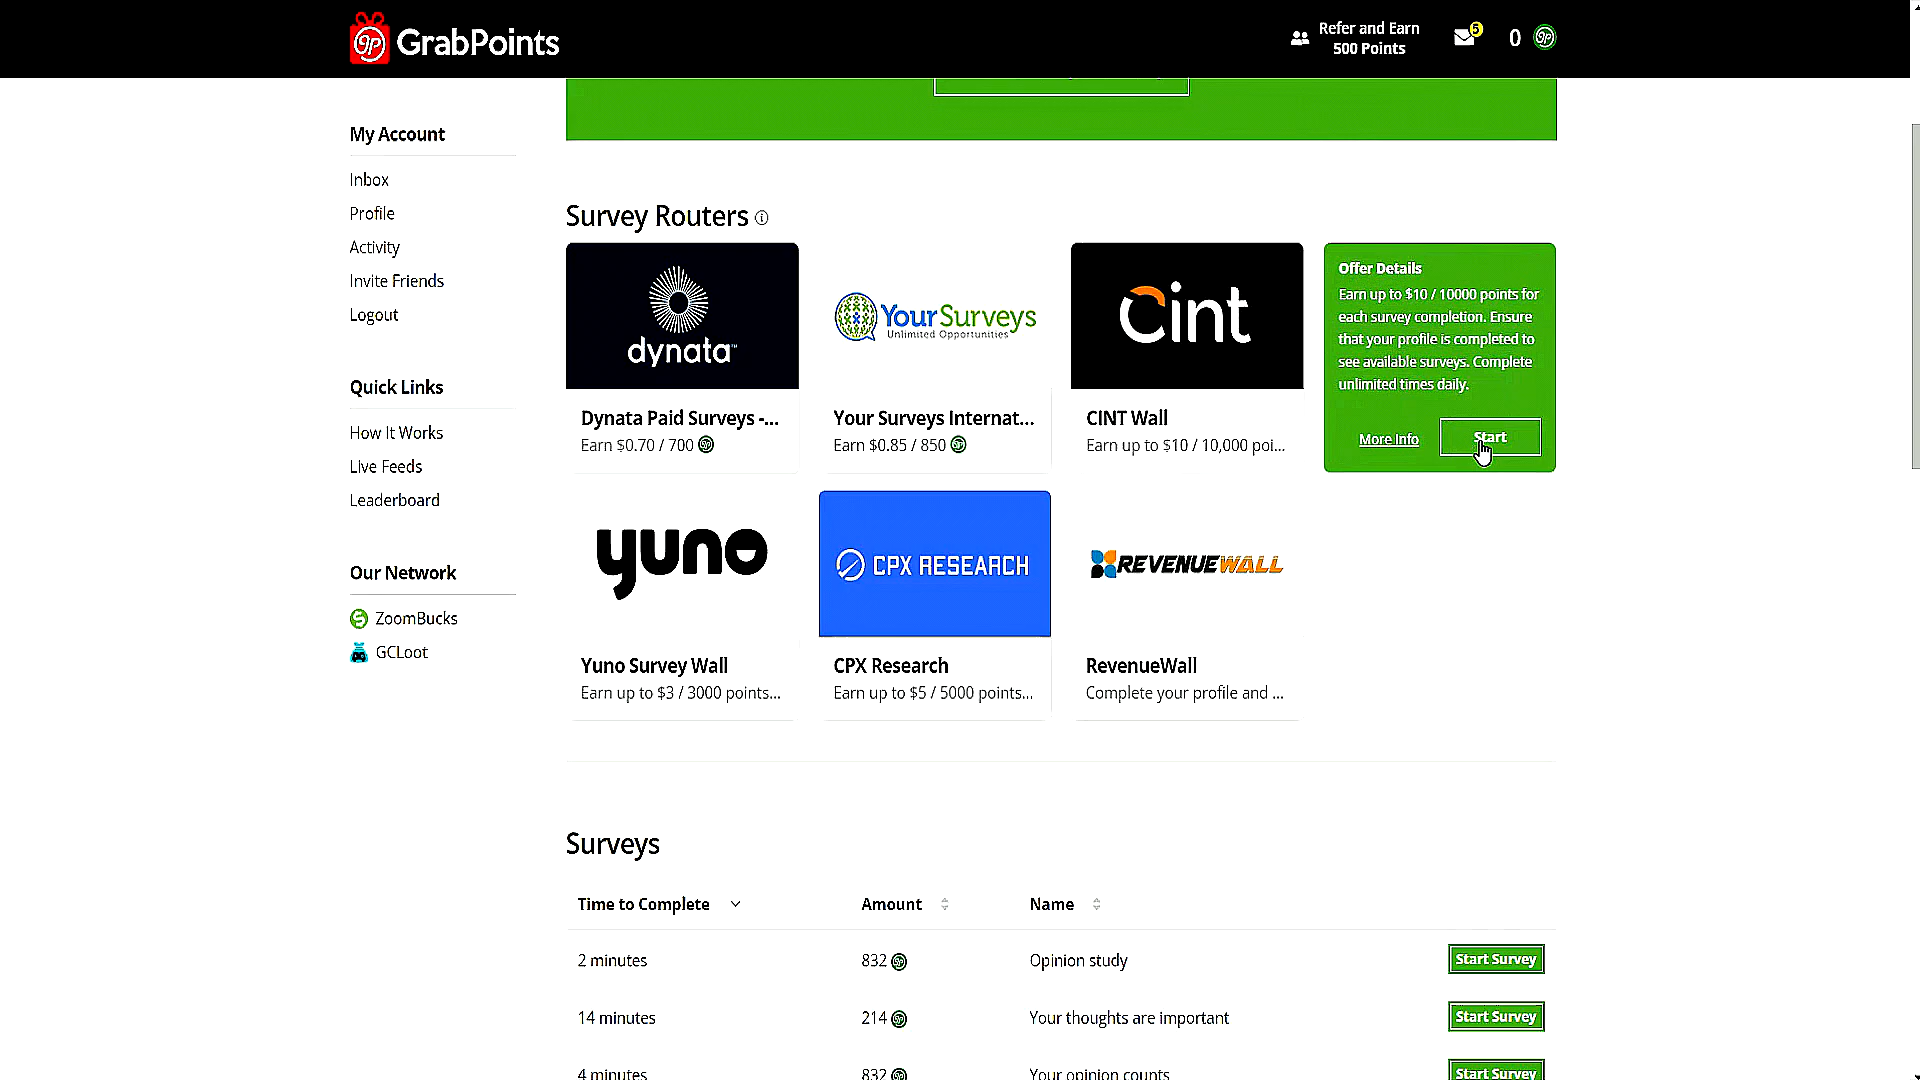 GrabPoints
Refer and Earn
500 Points
5
0
My Account
Inbox
Profile
Activity
Invite Friends
Logout
Quick Links
How It Works
Live Feeds
Leaderboard
Our Network
ZoomBucks
GCLoot
Survey Routers
dynata
Dynata Paid Surveys -...
Earn $0.70 / 700
YourSurveys
Unlimited Opportunities
Your Surveys Internat...
Earn $0.85 / 850
Cint
CINT Wall
Earn up to $10 / 10,000 poi...
Offer Details
Earn up to $10 / 10000 points for
each survey completion. Ensure
that your profile is completed to
see available surveys. Complete
unlimited times daily.
More Info
Start
yuno
Yuno Survey Wall
Earn up to $3 / 3000 points...
CPX RESEARCH
CPX Research
Earn up to $5 / 5000 points...
REVENUEWALL
RevenueWall
Complete your profile and ...
Surveys
Time to Complete Amount Name
2 minutes 832 Opinion study Start Survey
14 minutes 214 Your thoughts are important Start Survey
4 minutes 832 Your opinion counts Start Survey